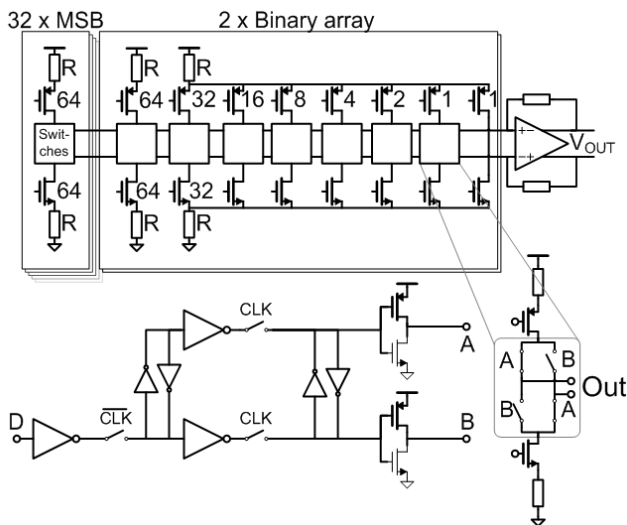 32 x MSB
2 x Binary array
R R R
64 64 32 16 8 4 2 1 1
Swit-
ches
+-
-+
VOUT
64 64 32
R R R
CLK
A
D
CLK
CLK
B
A
B
B
A
Out